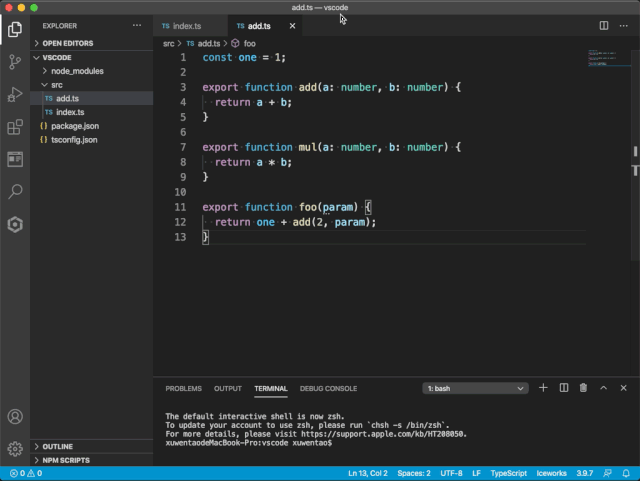 add.ts — vscode
EXPLORER
OPEN EDITORS
VSCODE
node_modules
src
TS add.ts
TS index.ts
{} package.json
{} tsconfig.json
OUTLINE
NPM SCRIPTS
TS index.ts
TS add.ts
src > TS add.ts > foo
1 const one = 1;
2
3 export function add(a: number, b: number) {
4 return a + b;
5 }
6
7 export function mul(a: number, b: number) {
8 return a * b;
9 }
10
11 export function foo(param) {
12 return one + add(2, param);
13 }
PROBLEMS OUTPUT TERMINAL DEBUG CONSOLE 1: bash
The default interactive shell is now zsh.
To update your account to use zsh, please run `chsh -s /bin/zsh`.
For more details, please visit https://support.apple.com/kb/HT208050.
xuwentaodeMacBook-Pro:vscode xuwentao$
0 0 Ln 13, Col 2 Spaces: 2 UTF-8 LF TypeScript Iceworks 3.9.7